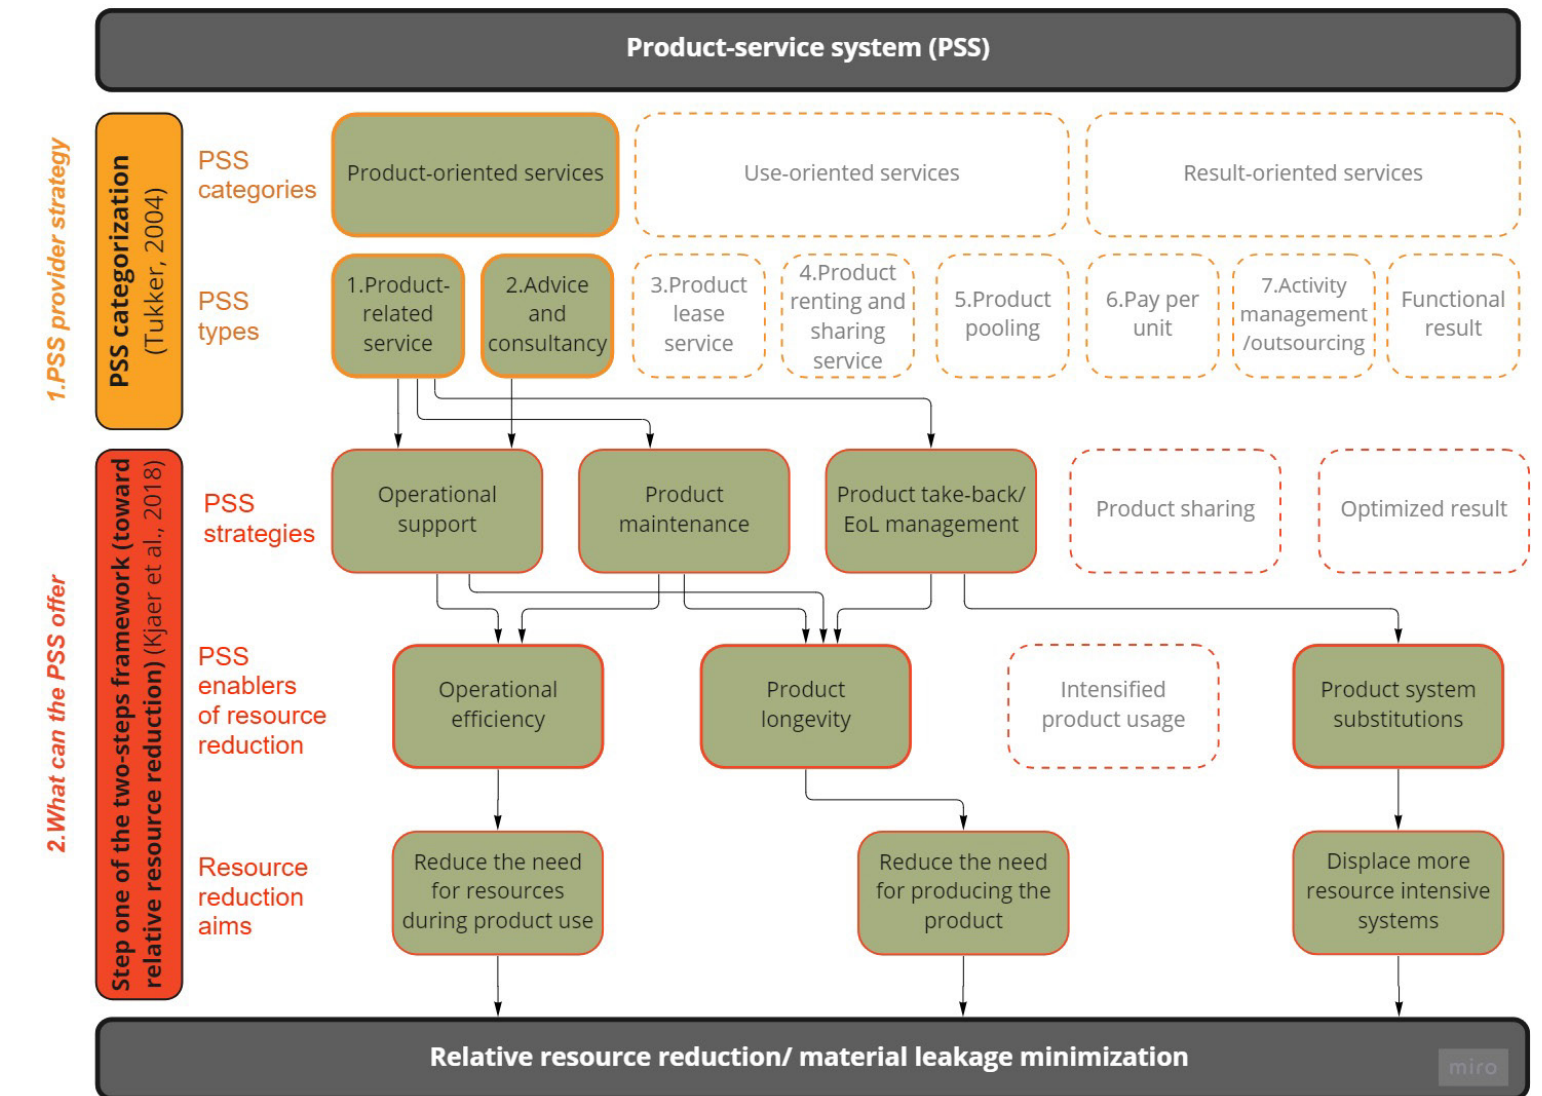 Product-service system (PSS)
1.PSS provider strategy
PSS categorization
(Tukker, 2004)
PSS
categories
Product-oriented services
Use-oriented services
Result-oriented services
PSS
types
1.Product-
related
service
2.Advice
and
consultancy
3.Product
lease
service
4.Product
renting and
sharing
service
5.Product
pooling
6.Pay per
unit
7.Activity
management
/outsourcing
Functional
result
2.What can the PSS offer
Step one of the two-steps framework (toward
relative resource reduction) (Kjaer et al., 2018)
PSS
strategies
Operational
support
Product
maintenance
Product take-back/
EoL management
Product sharing
Optimized result
PSS
enablers
of resource
reduction
Operational
efficiency
Product
longevity
Intensified
product usage
Product system
substitutions
Resource
reduction
aims
Reduce the need
for resources
during product use
Reduce the need
for producing the
product
Displace more
resource intensive
systems
Relative resource reduction/ material leakage minimization
miro